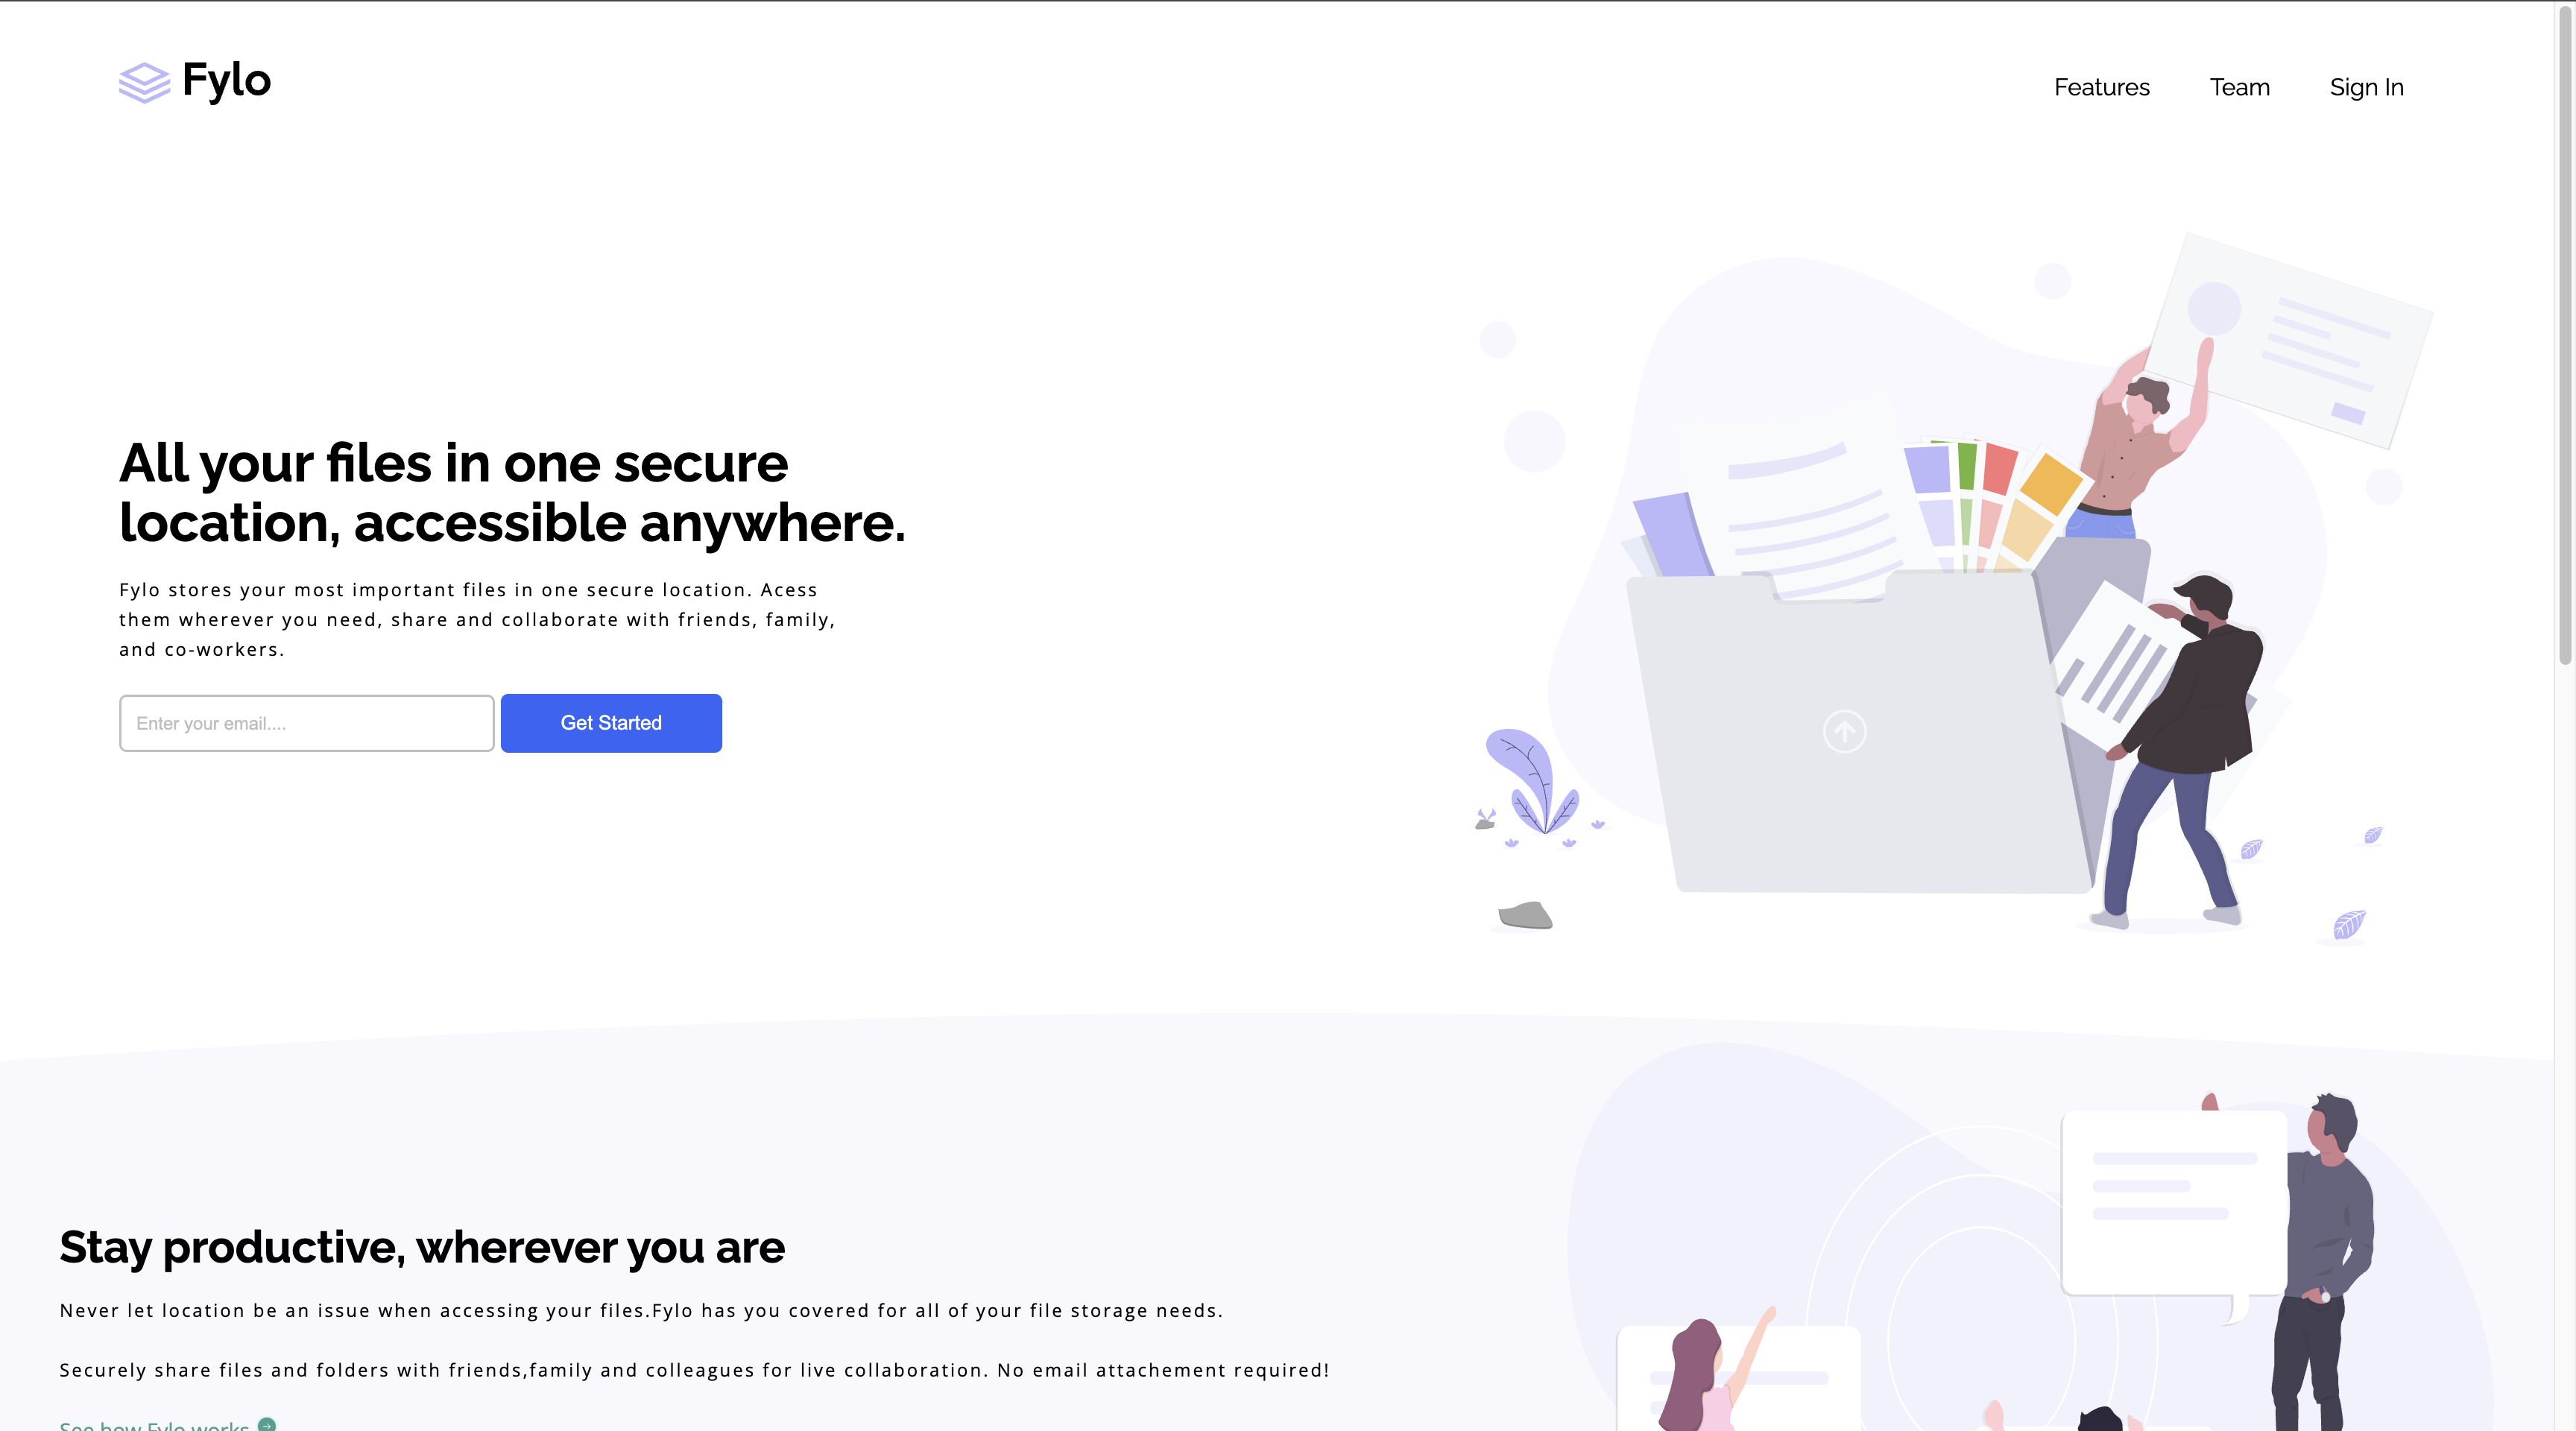 Fylo
Features
Team
Sign In
All your files in one secure
location, accessible anywhere.
Fylo stores your most important files in one secure location. Acess
them wherever you need, share and collaborate with friends, family,
and co-workers.
Enter your email....
Get Started
Stay productive, wherever you are
Never let location be an issue when accessing your files.Fylo has you covered for all of your file storage needs.
Securely share files and folders with friends,family and colleagues for live collaboration. No email attachement required!
See how Fylo works